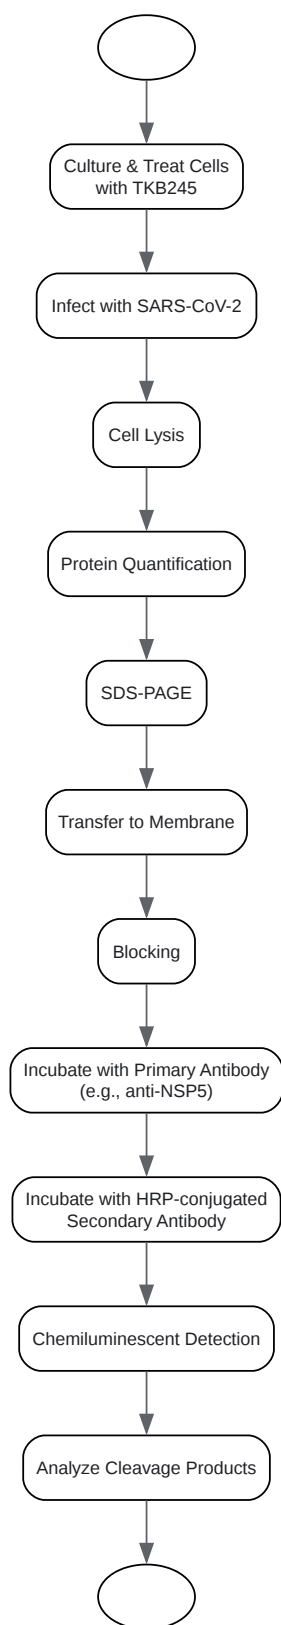 Culture & Treat Cells
with TKB245
Infect with SARS-CoV-2
Cell Lysis
Protein Quantification
SDS-PAGE
Transfer to Membrane
Blocking
Incubate with Primary Antibody
(e.g., anti-NSP5)
Incubate with HRP-conjugated
Secondary Antibody
Chemiluminescent Detection
Analyze Cleavage Products